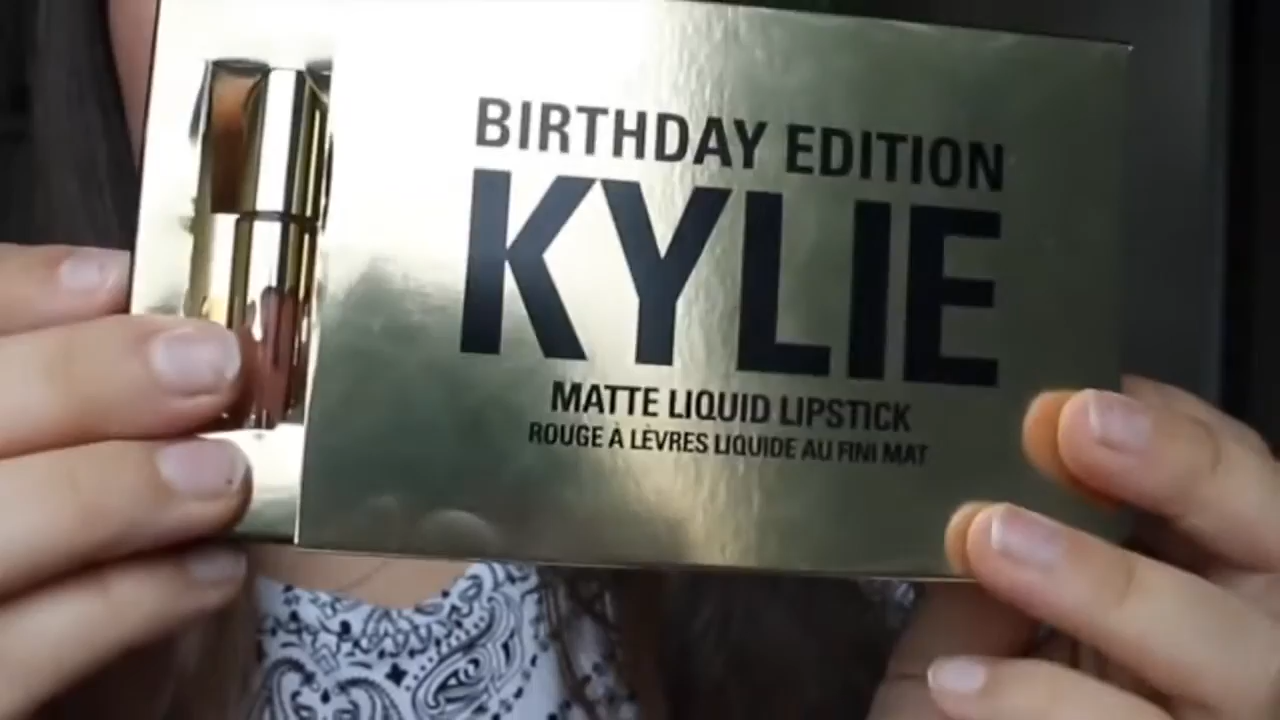 BIRTHDAY EDITION
KYLIE
MATTE LIQUID LIPSTICK
ROUGE À LÈVRES LIQUIDE AU FINI MAT